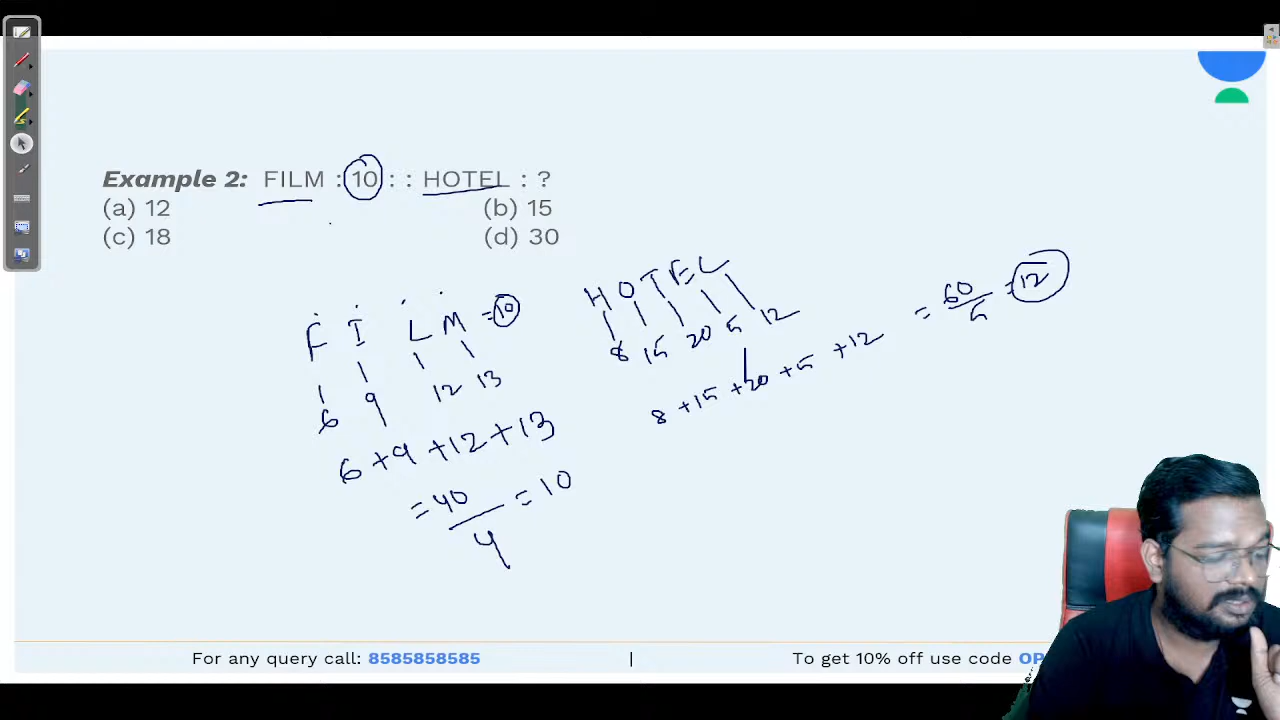 Example 2: FILM : 10 : : HOTEL : ?
(a) 12 (b) 15
(c) 18 (d) 30
F I L M = 10
6 9 12 13
6 + 9 + 12 + 13
= 40/4 = 10
H O T E L
8 15 20 5 12
8 + 15 + 20 + 5 + 12 = 60/5 = 12
For any query call: 8585858585 | To get 10% off use code OP